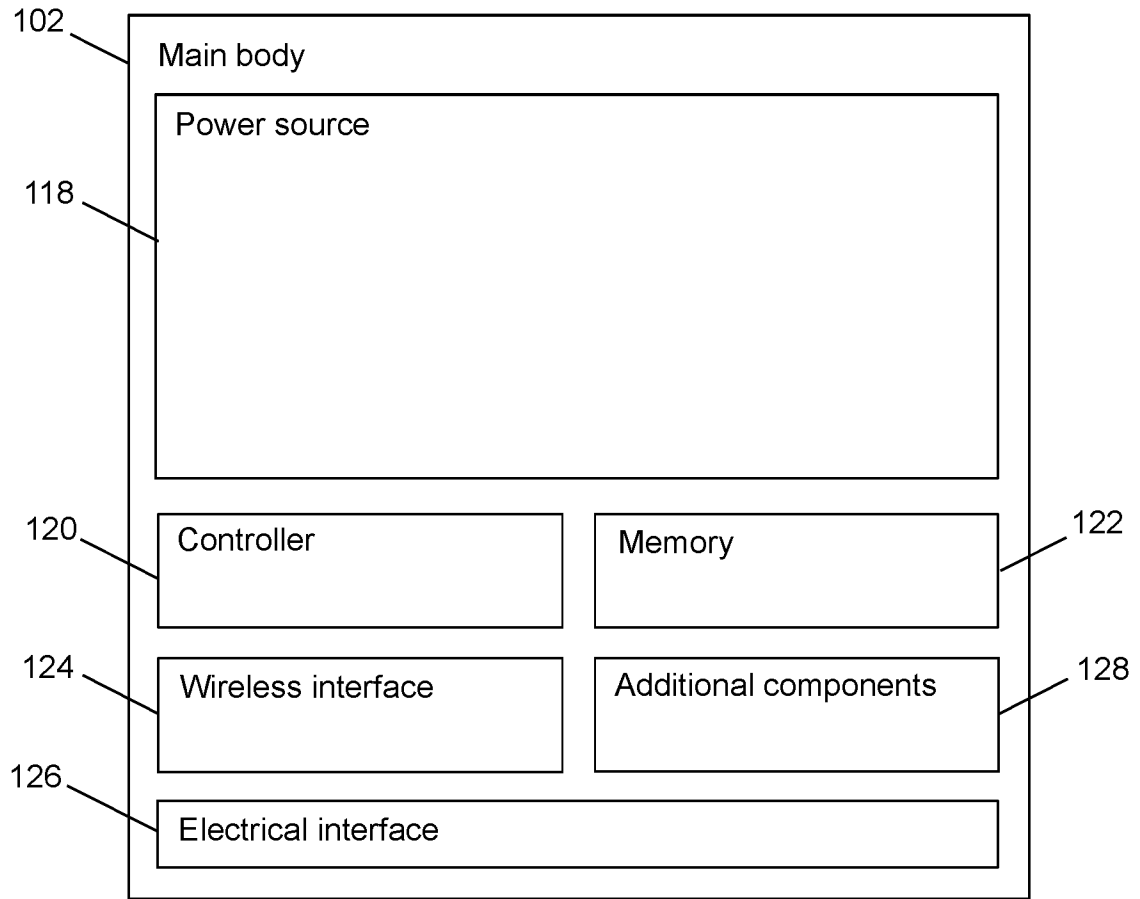 102
Main body
Power source
118
120
Controller
Memory
122
124
Wireless interface
Additional components
128
126
Electrical interface